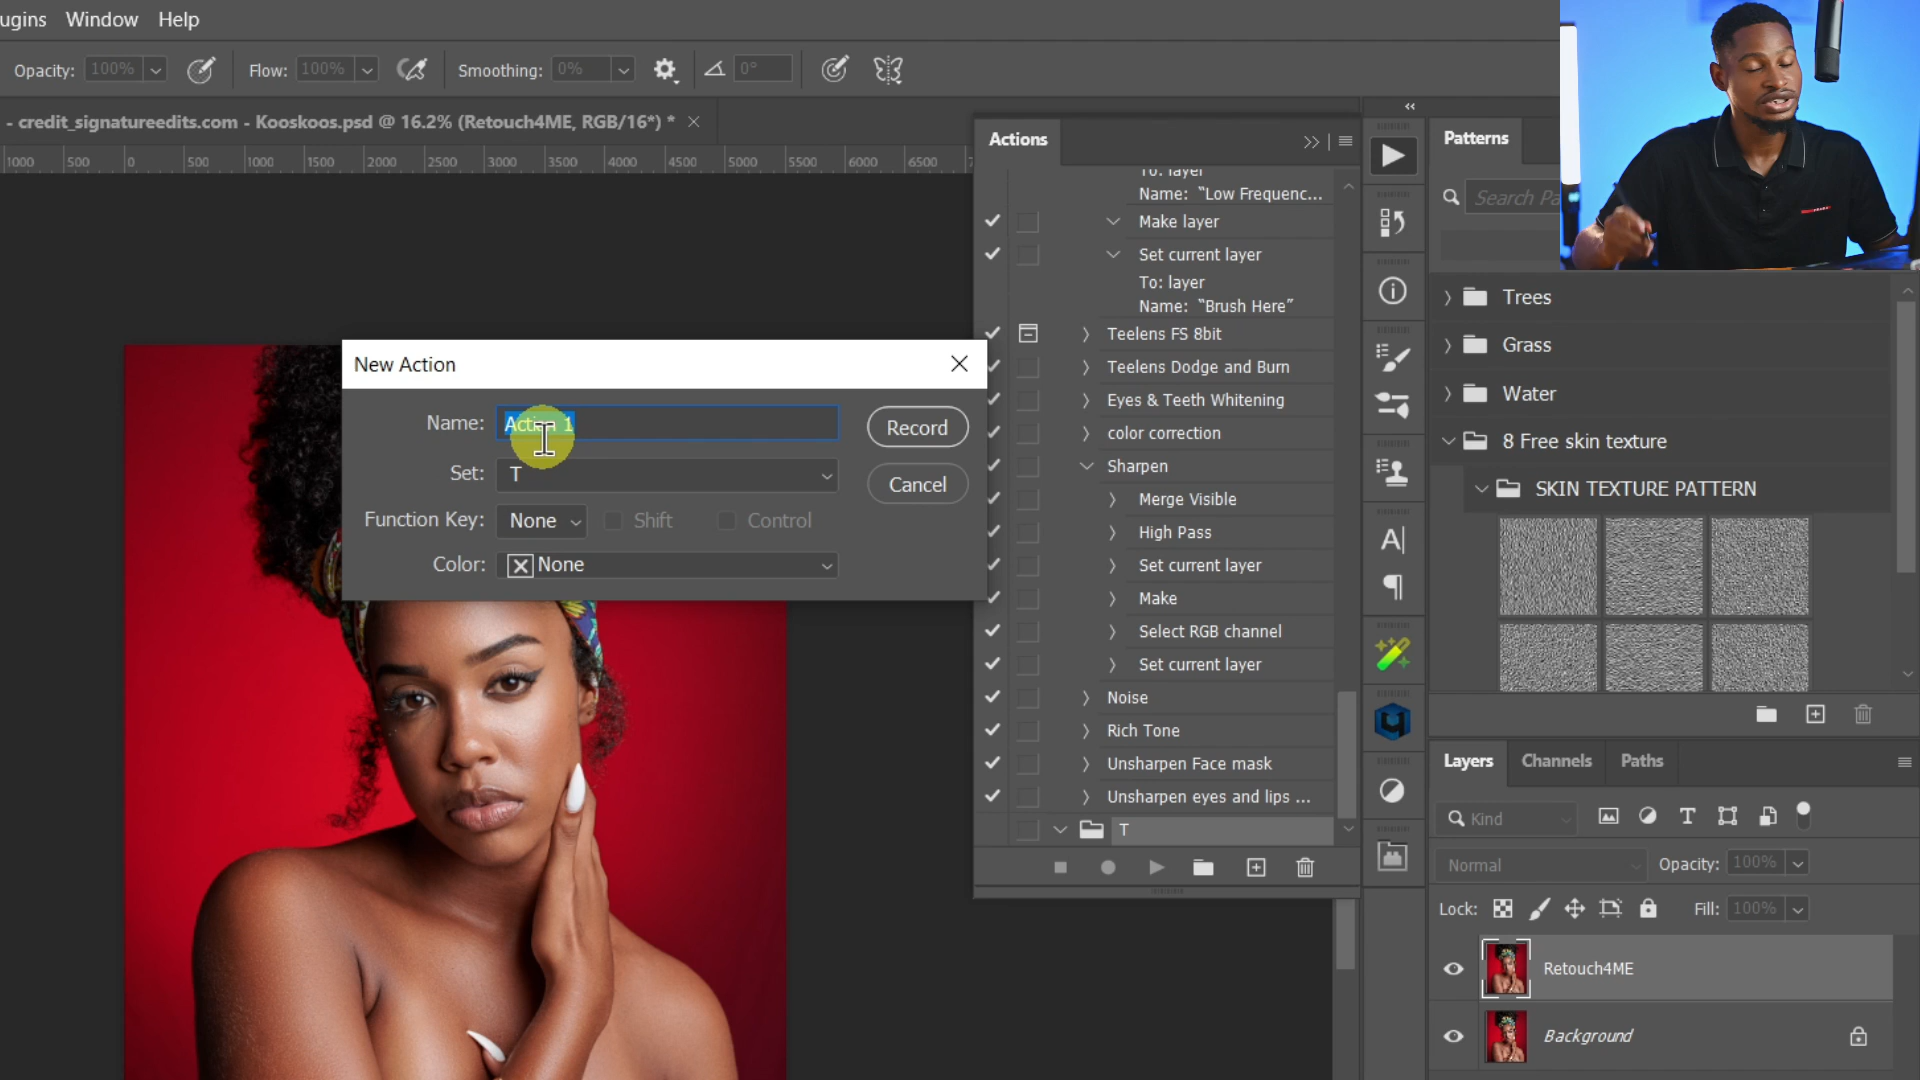 ugins Window Help
Opacity: 100% Flow: 100% Smoothing: 0% 0°
- credit_signatureedits.com - Kooskoos.psd @ 16.2% (Retouch4ME, RGB/16*) *
1000 500 0 500 1000 1500 2000 2500 3000 3500 4000 4500 5000 5500 6000 6500
Actions
To: layer
Name: “Low Frequenc...
Make layer
Set current layer
To: layer
Name: “Brush Here”
Teelens FS 8bit
Teelens Dodge and Burn
Eyes & Teeth Whitening
color correction
Sharpen
Merge Visible
High Pass
Set current layer
Make
Select RGB channel
Set current layer
Noise
Rich Tone
Unsharpen Face mask
Unsharpen eyes and lips ...
T
New Action
Name: Action 1
Record
Set: T
Cancel
Function Key: None Shift Control
Color: None
Patterns
Search Pa
Trees
Grass
Water
8 Free skin texture
SKIN TEXTURE PATTERN
Layers Channels Paths
Kind
Normal Opacity: 100%
Lock: Fill: 100%
Retouch4ME
Background